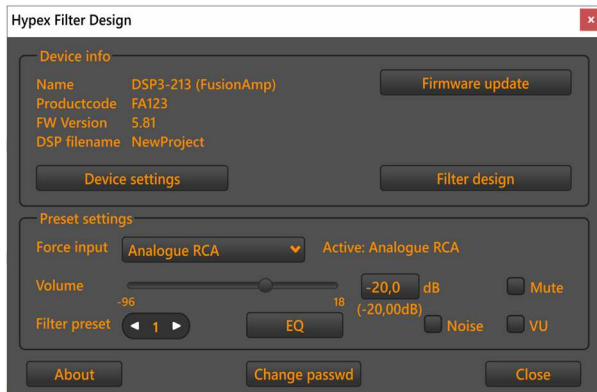 Hypex Filter Design
Device info
Name DSP3-213 (FusionAmp)
Firmware update
Productcode FA123
FW Version 5.81
DSP filename NewProject
Device settings Filter design
Preset settings
Force input Analogue RCA Active: Analogue RCA
Volume -20,0 dB Mute
-96 18 (-20,00dB)
Filter preset 1 EQ Noise VU
About Change passwd Close